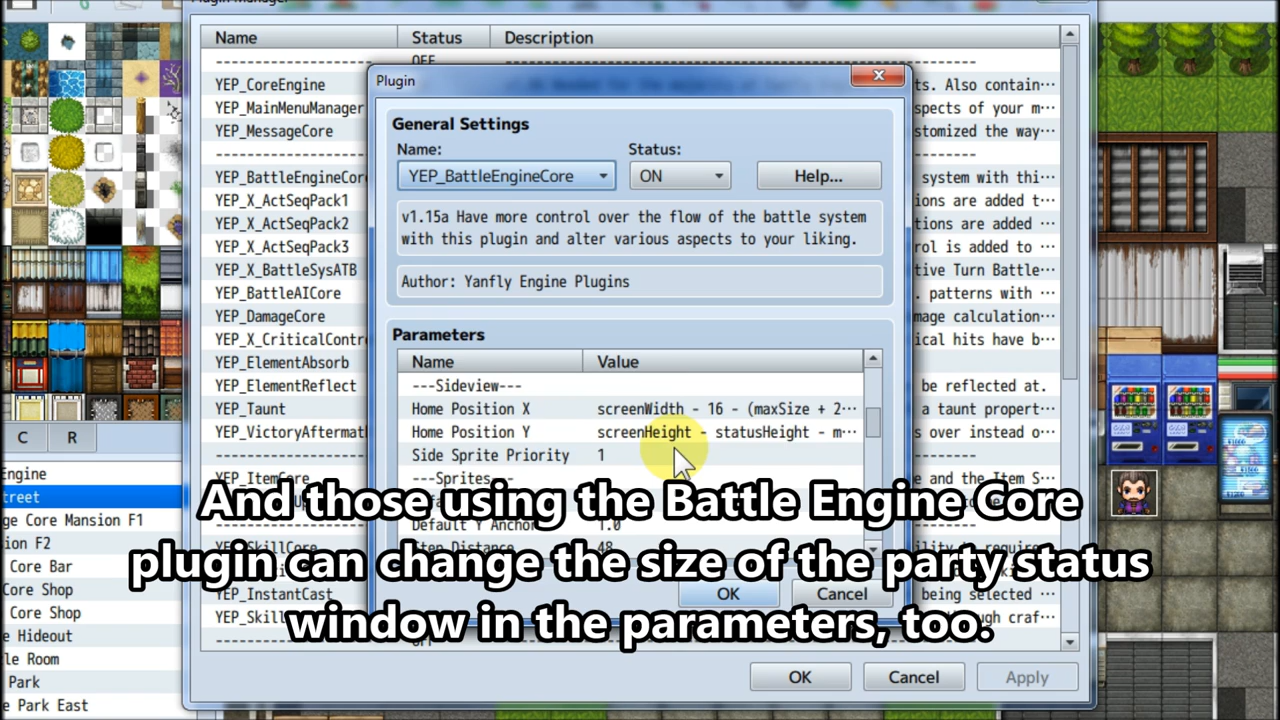 Plugin Manager
Name Status Description
OFF
YEP_CoreEngine
ts. Also contain···
YEP_MainMenuManager
spects of your m···
YEP_MessageCore
stomized the way···
YEP_BattleEngineCore
system with thi···
YEP_X_ActSeqPack1
ions are added t···
YEP_X_ActSeqPack2
tions are added···
YEP_X_ActSeqPack3
rol is added to ···
YEP_X_BattleSysATB
tive Turn Battle···
YEP_BattleAICore
. patterns with ···
YEP_DamageCore
mage calculation···
YEP_X_CriticalContr
ical hits have b···
YEP_ElementAbsorb
YEP_ElementReflect
be reflected at.
YEP_Taunt
a taunt propert···
YEP_VictoryAftermat
s over instead o···
YEP_ItemCore
and the Item S···
YEP_SkillCore
YEP_InstantCast
being selected ···
YEP_Skil
hough craf···
Plugin
General Settings
Name: Status:
YEP_BattleEngineCore ON Help...
v1.15a Have more control over the flow of the battle system
with this plugin and alter various aspects to your liking.
Author: Yanfly Engine Plugins
Parameters
Name Value
---Sideview---
Home Position X screenWidth - 16 - (maxSize + 2···
Home Position Y screenHeight - statusHeight - m···
Side Sprite Priority 1
---Sprites---
Default Y Anchor 1.0
Step Distance 48
OK Cancel
OK Cancel Apply
C R
Engine
treet
ge Core Mansion F1
ion F2
Core Bar
Core Shop
Core Shop
e Hideout
le Room
Park
e Park East
And those using the Battle Engine Core
plugin can change the size of the party status
window in the parameters, too.